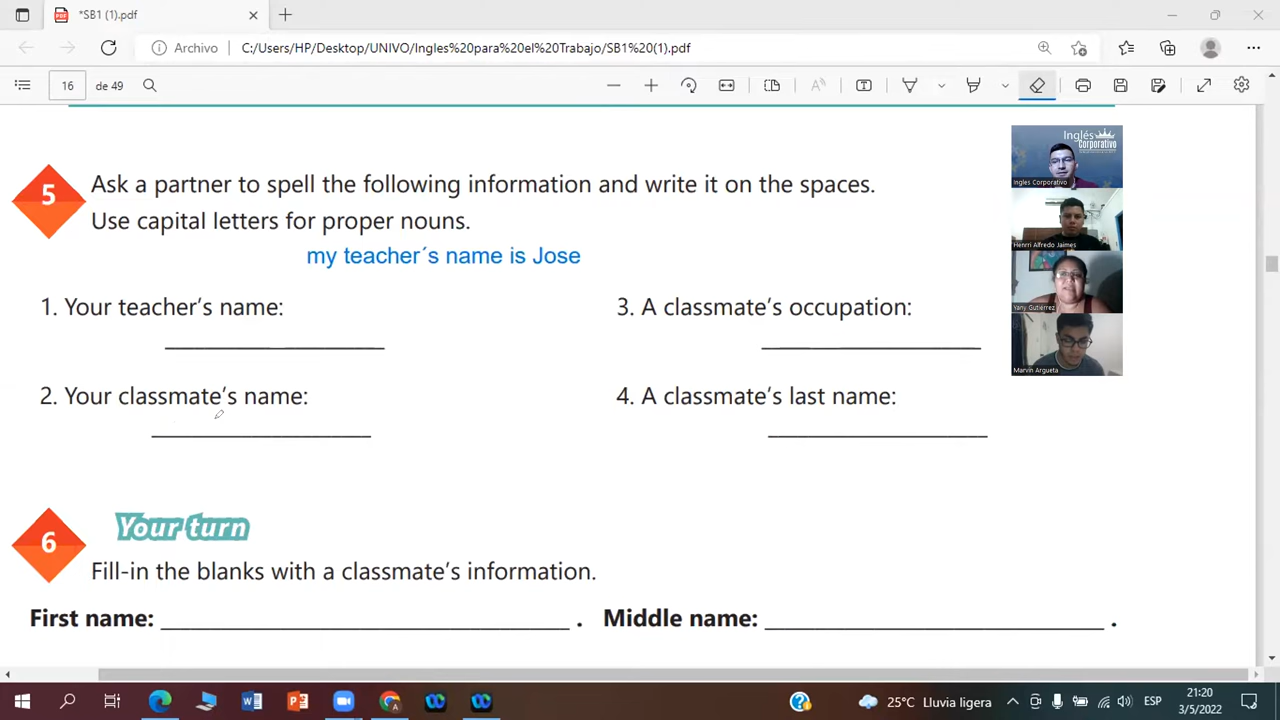 *SB1 (1).pdf
Archivo
C:/Users/HP/Desktop/UNIVO/Ingles%20para%20el%20Trabajo/SB1%20(1).pdf
16 de 49
5
Ask a partner to spell the following information and write it on the spaces.
Use capital letters for proper nouns.
my teacher´s name is Jose
1. Your teacher's name:
3. A classmate's occupation:
2. Your classmate's name:
4. A classmate's last name:
6
Your turn
Fill-in the blanks with a classmate's information.
First name: ______ . Middle name: ______ .
Inglés
Corporativo
Ingles Corporativo
Henrri Alfredo Jaimes
Yany Gutiérrez
Marvin Argueta
25°C Lluvia ligera
ESP
21:20
3/5/2022